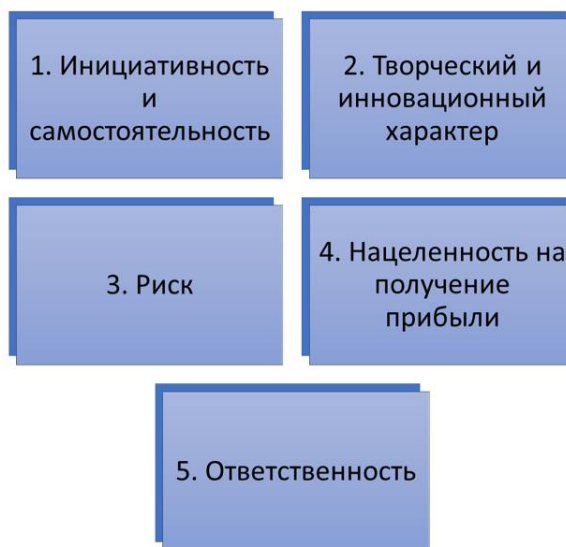 1. Инициативность
и
самостоятельность
2. Творческий и
инновационный
характер
3. Риск
4. Нацеленность на
получение
прибыли
5. Ответственность